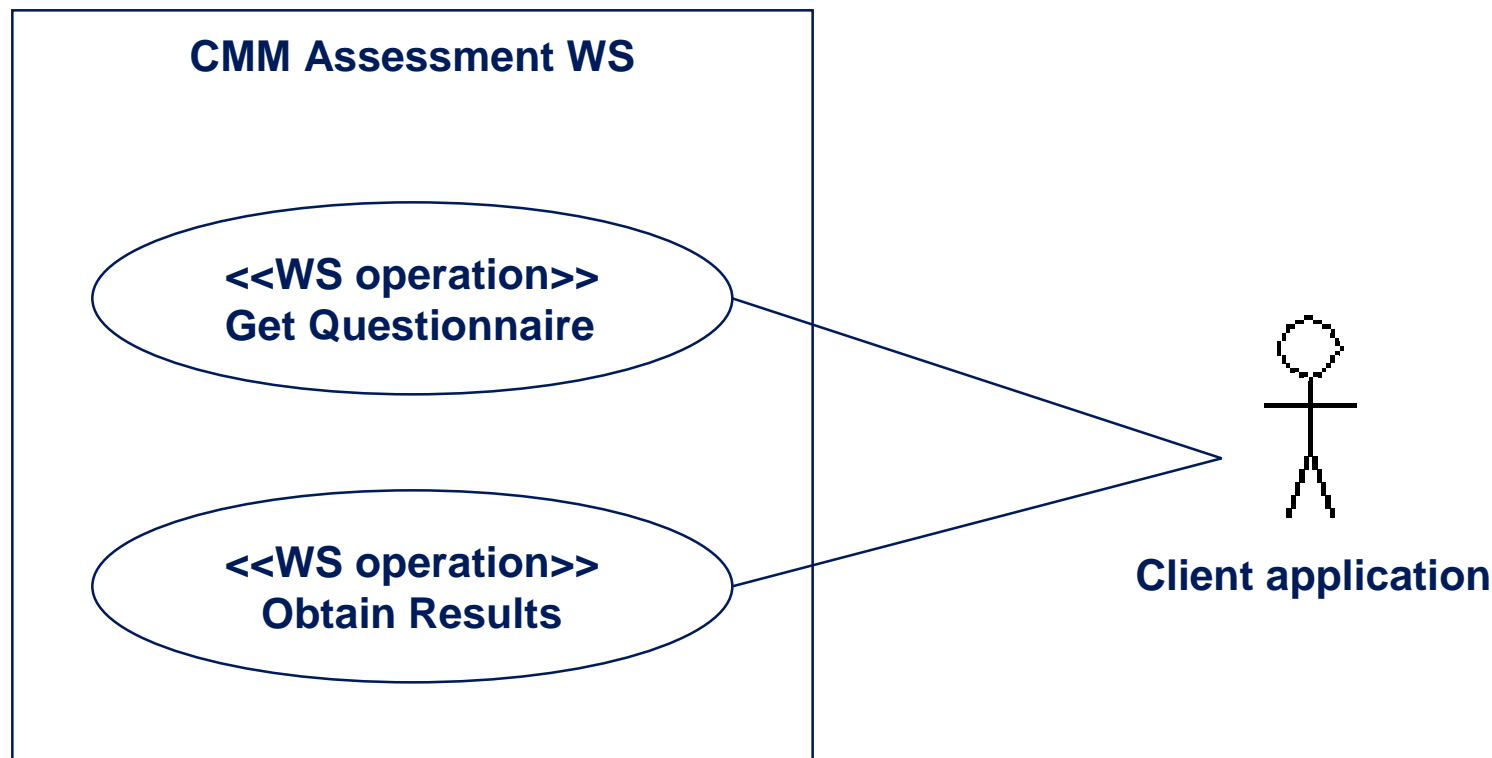 CMM Assessment WS
<<WS operation>>
Get Questionnaire
<<WS operation>>
Obtain Results
Client application